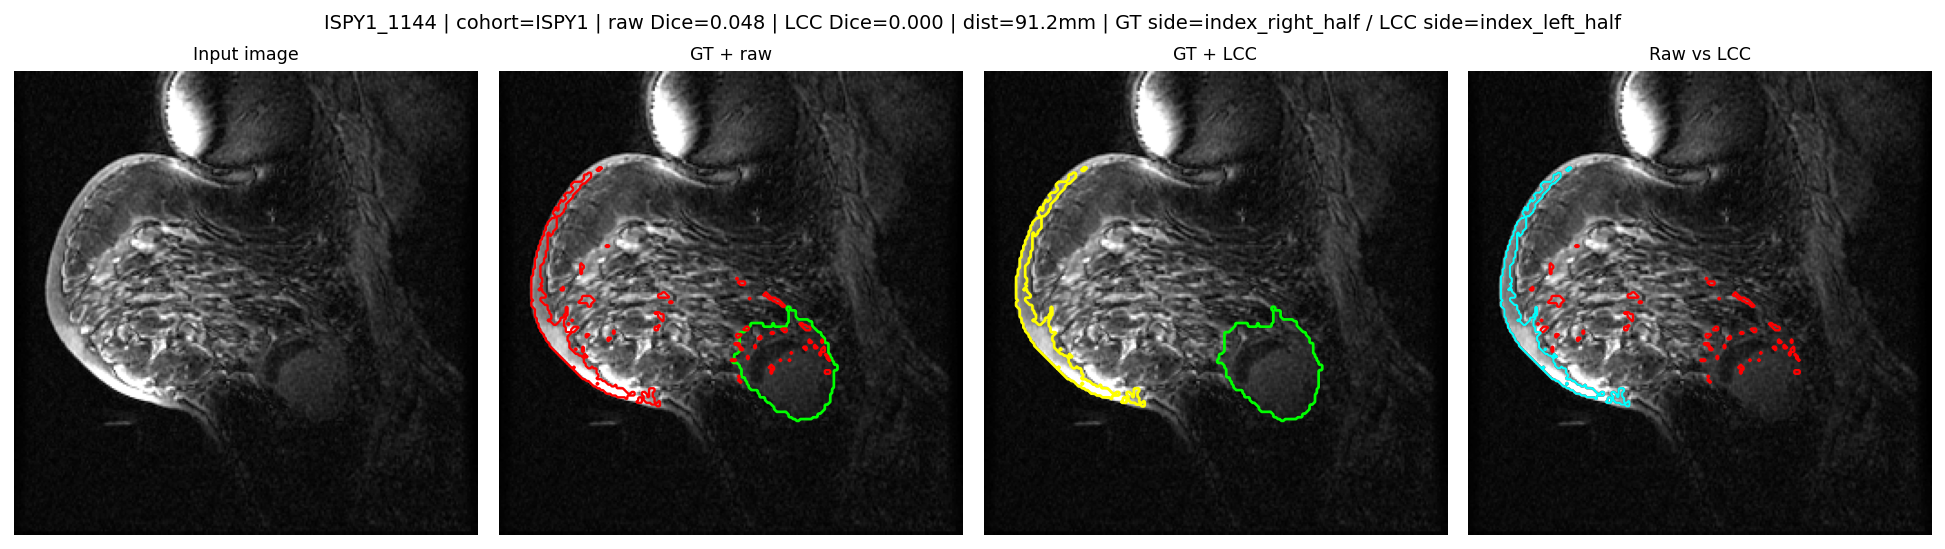 ISPY1_1144 | cohort=ISPY1 | raw Dice=0.048 | LCC Dice=0.000 | dist=91.2mm | GT side=index_right_half / LCC side=index_left_half
Input image
GT + raw
GT + LCC
Raw vs LCC